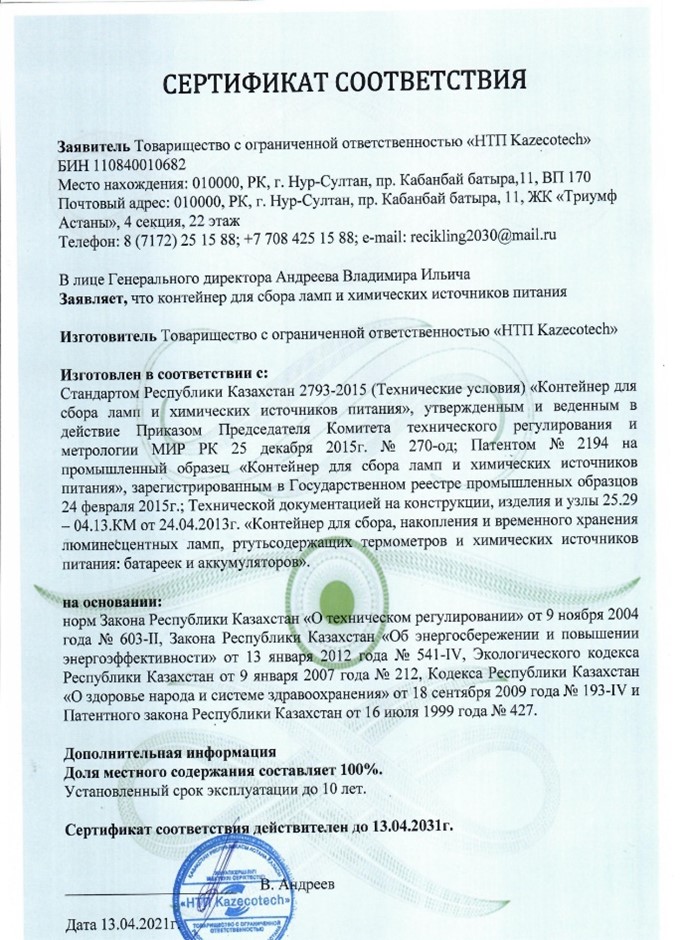 СЕРТИФИКАТ СООТВЕТСТВИЯ
Заявитель Товарищество с ограниченной ответственностью «НТП Kazecotech»
БИН 110840010682
Место нахождения: 010000, РК, г. Нур-Султан, пр. Кабанбай батыра,11, ВП 170
Почтовый адрес: 010000, РК, г. Нур-Султан, пр. Кабанбай батыра, 11, ЖК «Триумф
Астаны», 4 секция, 22 этаж
Телефон: 8 (7172) 25 15 88; +7 708 425 15 88; e-mail: recikling2030@mail.ru
В лице Генерального директора Андреева Владимира Ильича
Заявляет, что контейнер для сбора ламп и химических источников питания
Изготовитель Товарищество с ограниченной ответственностью «НТП Kazecotech»
Изготовлен в соответствии с:
Стандартом Республики Казахстан 2793-2015 (Технические условия) «Контейнер для
сбора ламп и химических источников питания», утвержденным и веденным в
действие Приказом Председателя Комитета технического регулирования и
метрологии МИР РК 25 декабря 2015г. № 270-од; Патентом № 2194 на
промышленный образец «Контейнер для сбора ламп и химических источников
питания», зарегистрированным в Государственном реестре промышленных образцов
24 февраля 2015г.; Технической документацией на конструкции, изделия и узлы 25.29
– 04.13.КМ от 24.04.2013г. «Контейнер для сбора, накопления и временного хранения
люминесцентных ламп, ртутьсодержащих термометров и химических источников
питания: батареек и аккумуляторов».
на основании:
норм Закона Республики Казахстан «О техническом регулировании» от 9 ноября 2004
года № 603-II, Закона Республики Казахстан «Об энергосбережении и повышении
энергоэффективности» от 13 января 2012 года № 541-IV, Экологического кодекса
Республики Казахстан от 9 января 2007 года № 212, Кодекса Республики Казахстан
«О здоровье народа и системе здравоохранения» от 18 сентября 2009 года № 193-IV и
Патентного закона Республики Казахстан от 16 июля 1999 года № 427.
Дополнительная информация
Доля местного содержания составляет 100%.
Установленный срок эксплуатации до 10 лет.
Сертификат соответствия действителен до 13.04.2031г.
В. Андреев
«НТП Kazecotech»
ТОВАРИЩЕСТВО С ОГРАНИЧЕННОЙ
ОТВЕТСТВЕННОСТЬЮ
Дата 13.04.2021г.